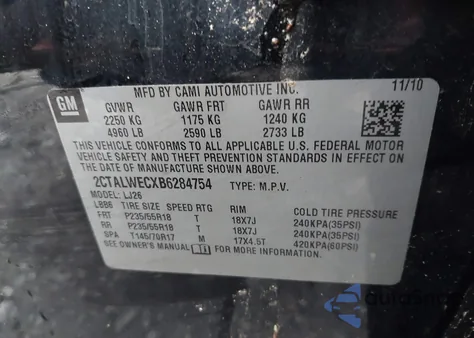 MFD BY CAMI AUTOMOTIVE INC. 11/10
GM
GVWR GAWR FRT GAWR RR
2250 KG 1175 KG 1240 KG
4960 LB 2590 LB 2733 LB
THIS VEHICLE CONFORMS TO ALL APPLICABLE U.S. FEDERAL MOTOR
VEHICLE SAFETY AND THEFT PREVENTION STANDARDS IN EFFECT ON
THE DATE OF MANUFACTURE SHOWN ABOVE.
2CTALWECXB6284754 TYPE: M.P.V.
MODEL: LJ26
LBB6 TIRE SIZE SPEED RTG RIM COLD TIRE PRESSURE
FRT P235/55R18 T 18X7J 240KPA(35PSI)
RR P235/55R18 T 18X7J 240KPA(35PSI)
SPA T145/70R17 M 17X4.5T 420KPA(60PSI)
SEE OWNER'S MANUAL FOR MORE INFORMATION.